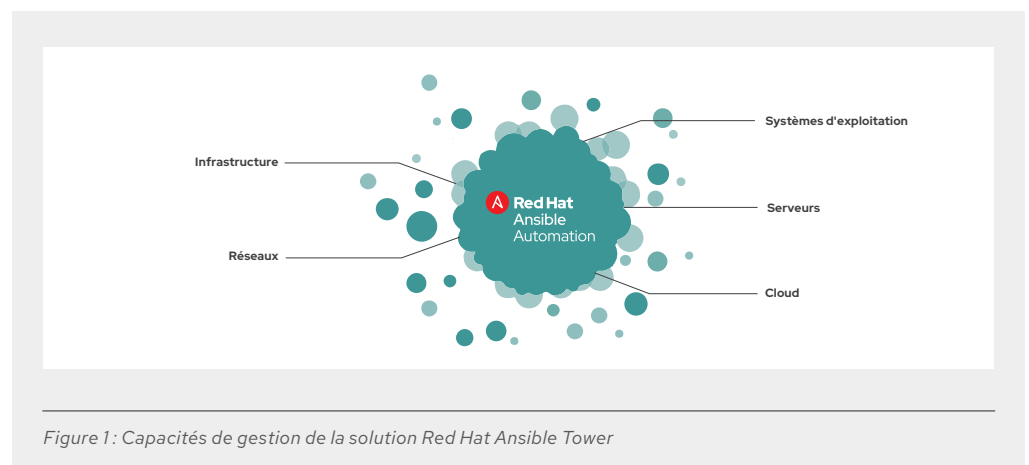 Systèmes d'exploitation
Infrastructure
Red Hat
Ansible
Automation
Serveurs
Réseaux
Cloud
Figure 1 : Capacités de gestion de la solution Red Hat Ansible Tower